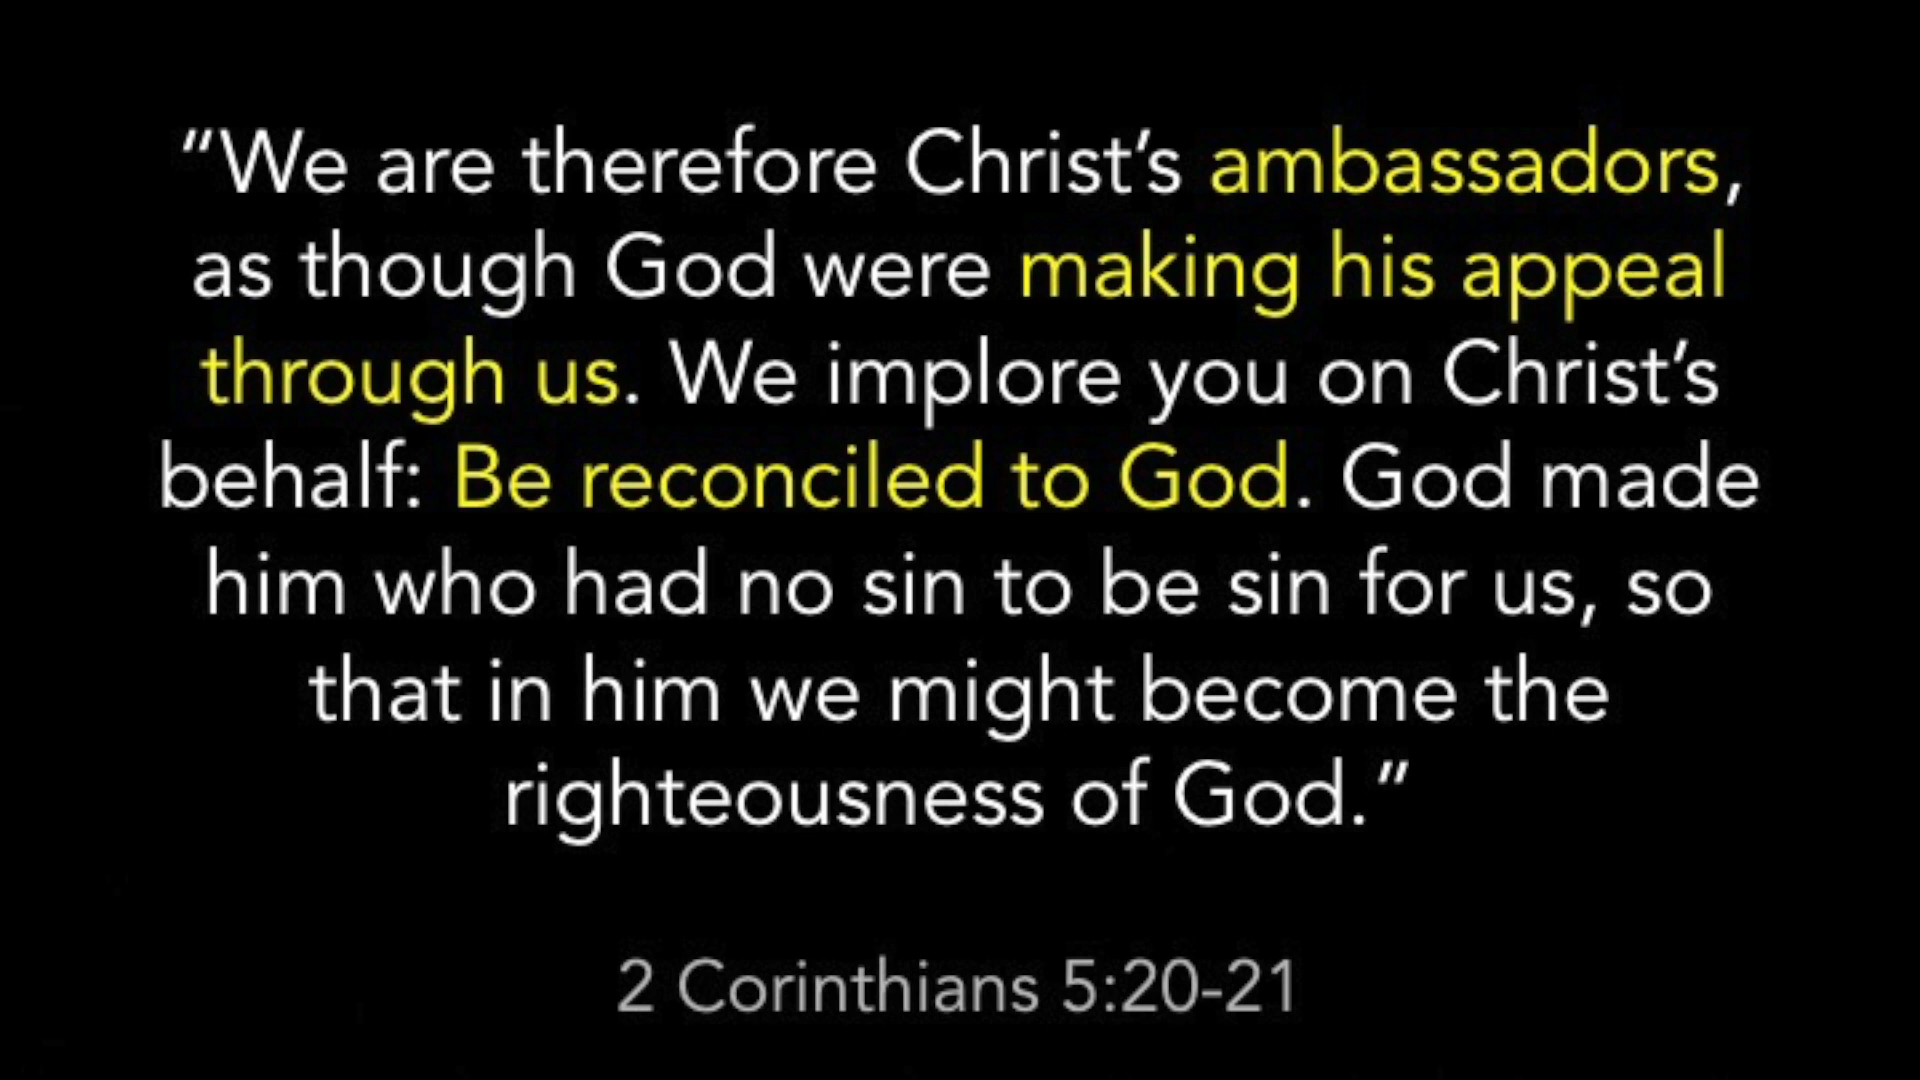 “We are therefore Christ’s ambassadors,
as though God were making his appeal
through us. We implore you on Christ’s
behalf: Be reconciled to God. God made
him who had no sin to be sin for us, so
that in him we might become the
righteousness of God.”
2 Corinthians 5:20-21